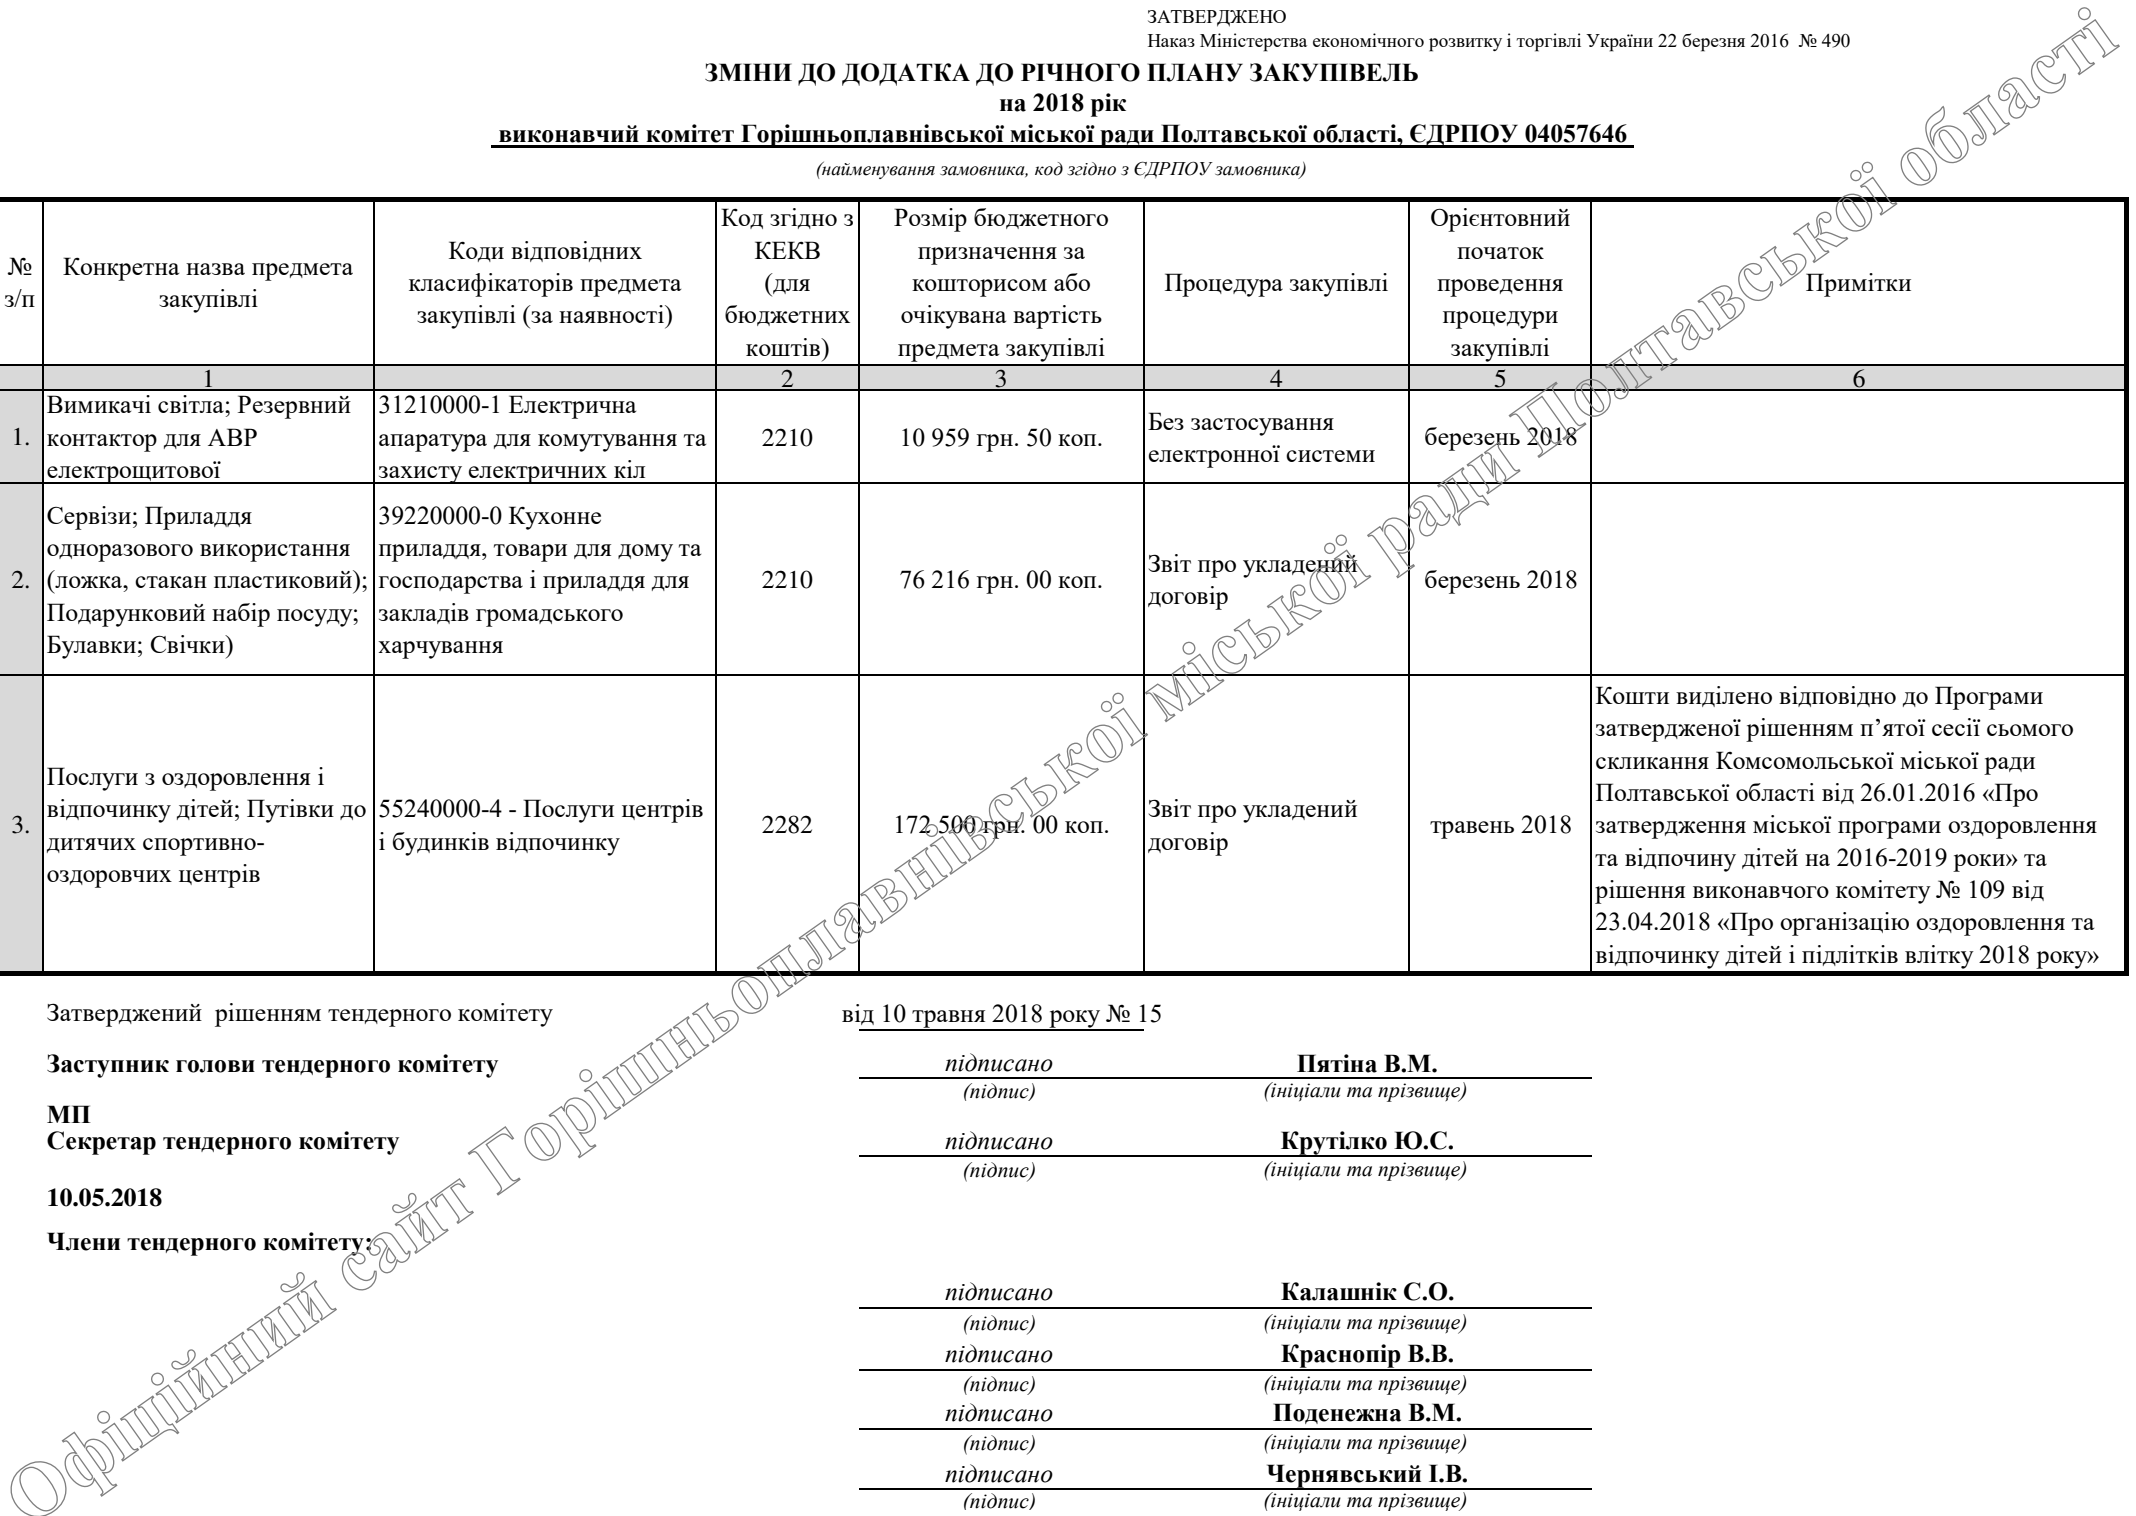 ЗАТВЕРДЖЕНО
Наказ Міністерства економічного розвитку і торгівлі України 22 березня 2016 № 490
ЗМІНИ ДО ДОДАТКА ДО РІЧНОГО ПЛАНУ ЗАКУПІВЕЛЬ
на 2018 рік
виконавчий комітет Горішньоплавнівської міської ради Полтавської області, ЄДРПОУ 04057646
(найменування замовника, код згідно з ЄДРПОУ замовника)
№
з/п
Конкретна назва предмета
закупівлі
Коди відповідних
класифікаторів предмета
закупівлі (за наявності)
Код згідно з
КЕКВ
(для
бюджетних
коштів)
Розмір бюджетного
призначення за
кошторисом або
очікувана вартість
предмета закупівлі
Процедура закупівлі
Орієнтовний
початок
проведення
процедури
закупівлі
Примітки
1
2
3
4
5
6
1.
Вимикачі світла; Резервний
контактор для АВР
електрощитової
31210000-1 Електрична
апаратура для комутування та
захисту електричних кіл
2210
10 959 грн. 50 коп.
Без застосування
електронної системи
березень 2018
2.
Сервізи; Приладдя
одноразового використання
(ложка, стакан пластиковий);
Подарунковий набір посуду;
Булавки; Свічки)
39220000-0 Кухонне
приладдя, товари для дому та
господарства і приладдя для
закладів громадського
харчування
2210
76 216 грн. 00 коп.
Звіт про укладений
договір
березень 2018
3.
Послуги з оздоровлення і
відпочинку дітей; Путівки до
дитячих спортивно-
оздоровчих центрів
55240000-4 - Послуги центрів
і будинків відпочинку
2282
172 500 грн. 00 коп.
Звіт про укладений
договір
травень 2018
Кошти виділено відповідно до Програми
затвердженої рішенням п’ятої сесії сьомого
скликання Комсомольської міської ради
Полтавської області від 26.01.2016 «Про
затвердження міської програми оздоровлення
та відпочину дітей на 2016-2019 роки» та
рішення виконавчого комітету № 109 від
23.04.2018 «Про організацію оздоровлення та
відпочинку дітей і підлітків влітку 2018 року»
Затверджений рішенням тендерного комітету
від 10 травня 2018 року № 15
Заступник голови тендерного комітету
підписано
Пятіна В.М.
(підпис)
(ініціали та прізвище)
МП
Секретар тендерного комітету
підписано
Крутілко Ю.С.
(підпис)
(ініціали та прізвище)
10.05.2018
Члени тендерного комітету:
підписано
Калашнік С.О.
(підпис)
(ініціали та прізвище)
підписано
Краснопір В.В.
(підпис)
(ініціали та прізвище)
підписано
Поденежна В.М.
(підпис)
(ініціали та прізвище)
підписано
Чернявський І.В.
(підпис)
(ініціали та прізвище)
Офіційний сайт Горішньоплавнівської міської ради Полтавської області